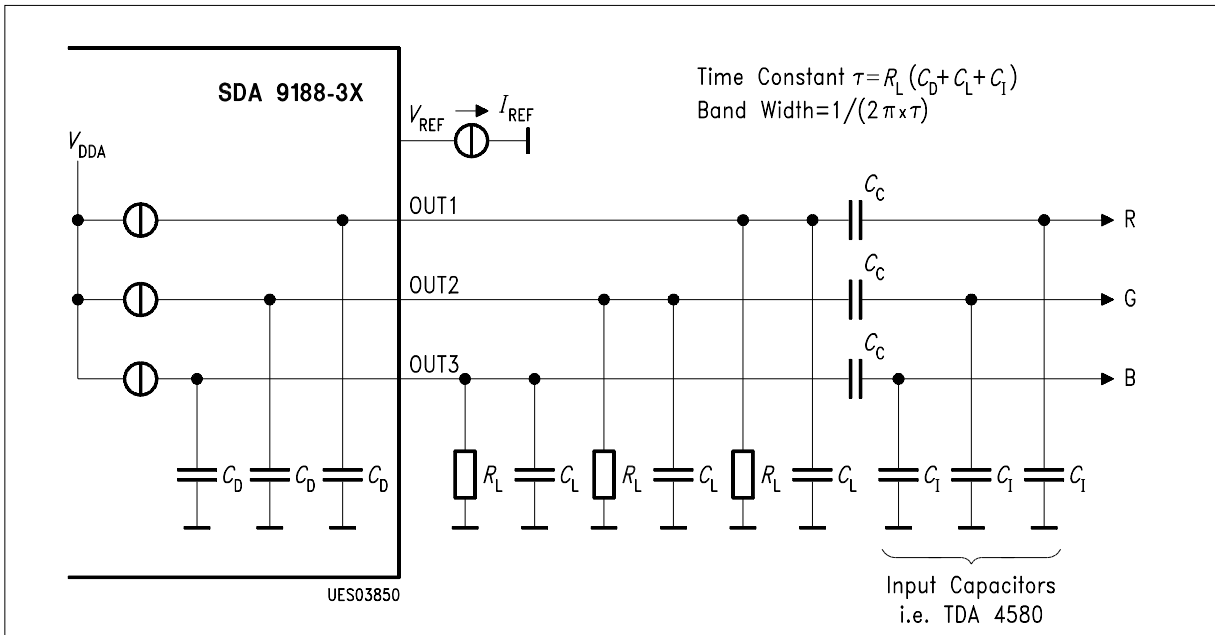 SDA 9188-3X
Time Constant τ=R_L (C_D+C_L+C_I)
Band Width=1/(2π×τ)
V_REF I_REF
V_DDA
OUT1 C_C R
OUT2 C_C G
OUT3 C_C B
C_D C_D C_D R_L C_L R_L C_L R_L C_L C_I C_I C_I
Input Capacitors
i.e. TDA 4580
UES03850